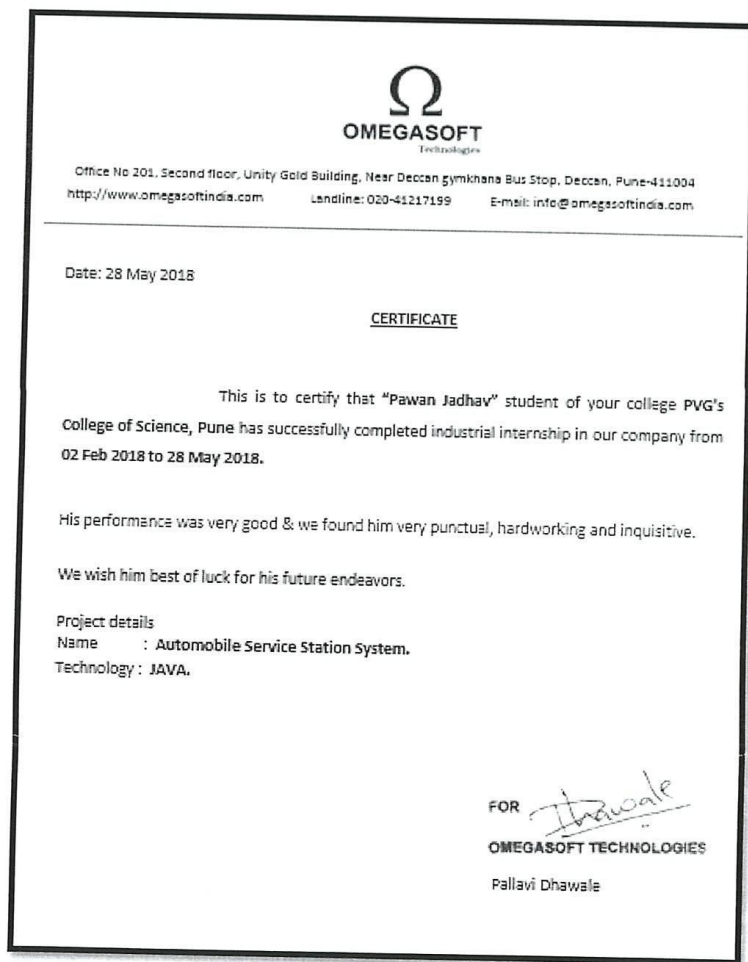 Ω
OMEGASOFT
Technologies
Office No 201, Second floor, Unity Gold Building, Near Deccan gymkhana Bus Stop, Deccan, Pune-411004
http://www.omegasoftindia.com Landline: 020-41217199 E-mail: info@omegasoftindia.com
Date: 28 May 2018
CERTIFICATE
This is to certify that “Pawan Jadhav” student of your college PVG's
College of Science, Pune has successfully completed industrial internship in our company from
02 Feb 2018 to 28 May 2018.
His performance was very good & we found him very punctual, hardworking and inquisitive.
We wish him best of luck for his future endeavors.
Project details
Name : Automobile Service Station System.
Technology : JAVA.
FOR Dhawale
OMEGASOFT TECHNOLOGIES
Pallavi Dhawale